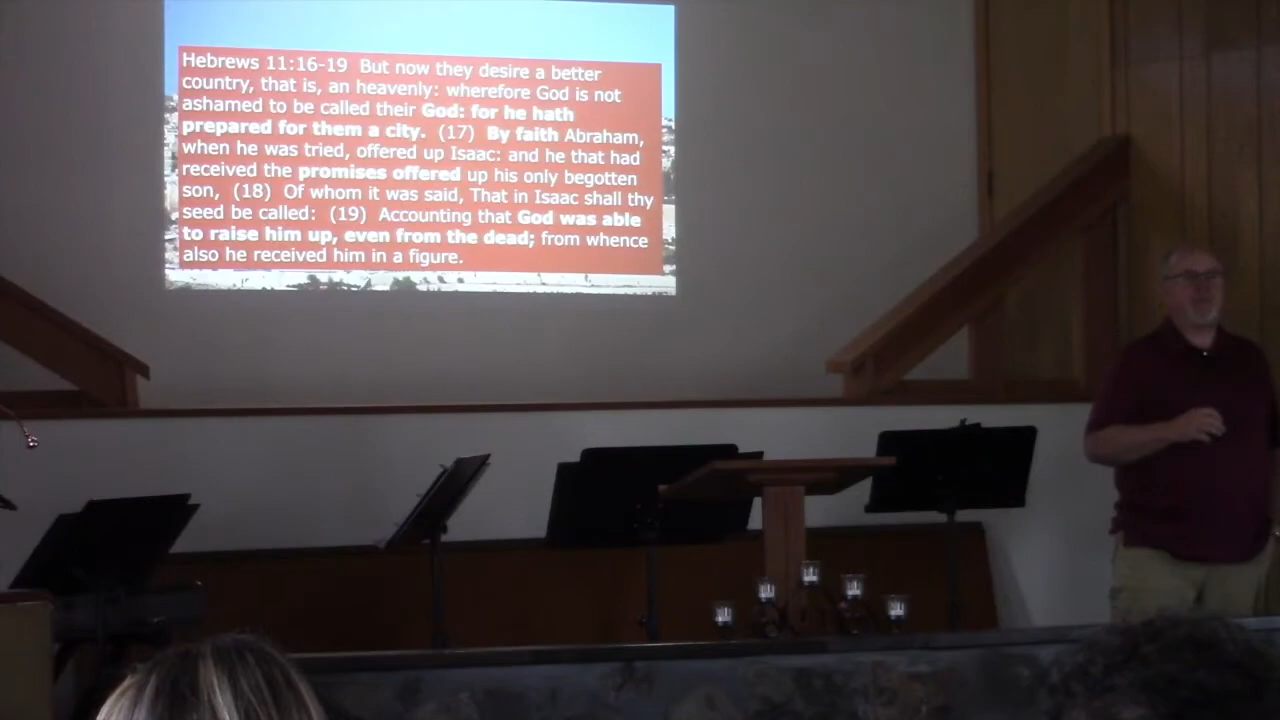 Hebrews 11:16-19 But now they desire a better
country, that is, an heavenly: wherefore God is not
ashamed to be called their God: for he hath
prepared for them a city. (17) By faith Abraham,
when he was tried, offered up Isaac: and he that had
received the promises offered up his only begotten
son, (18) Of whom it was said, That in Isaac shall thy
seed be called: (19) Accounting that God was able
to raise him up, even from the dead; from whence
also he received him in a figure.